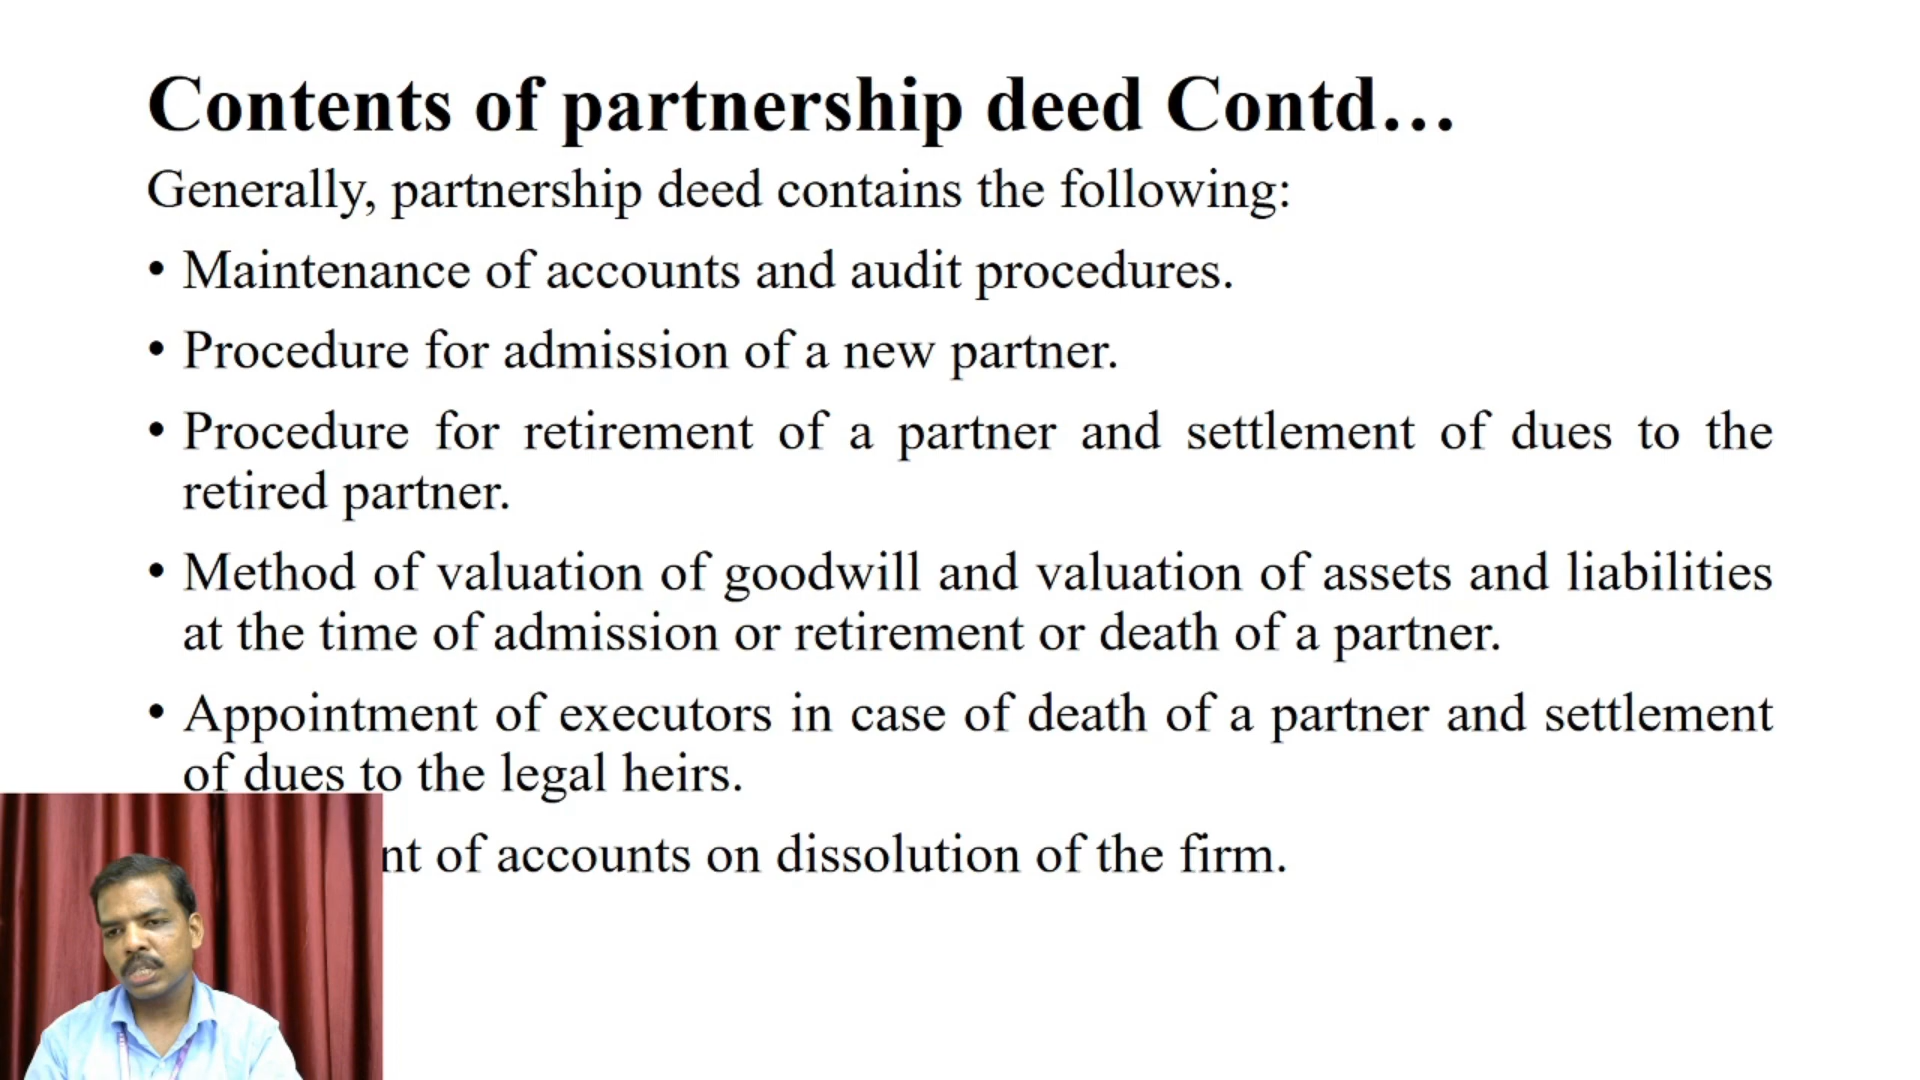 Contents of partnership deed Contd…
Generally, partnership deed contains the following:
• Maintenance of accounts and audit procedures.
• Procedure for admission of a new partner.
• Procedure for retirement of a partner and settlement of dues to the
retired partner.
• Method of valuation of goodwill and valuation of assets and liabilities
at the time of admission or retirement or death of a partner.
• Appointment of executors in case of death of a partner and settlement
of dues to the legal heirs.
of accounts on dissolution of the firm.